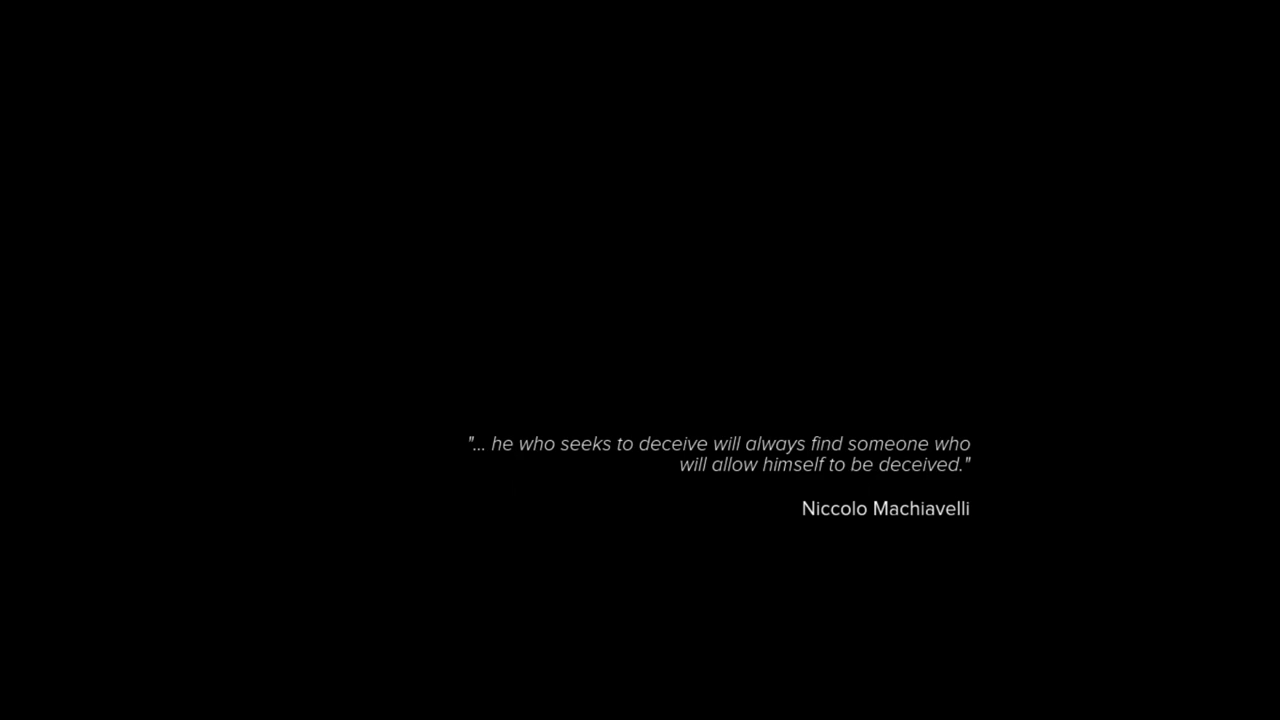 "... he who seeks to deceive will always find someone who
will allow himself to be deceived."
Niccolo Machiavelli